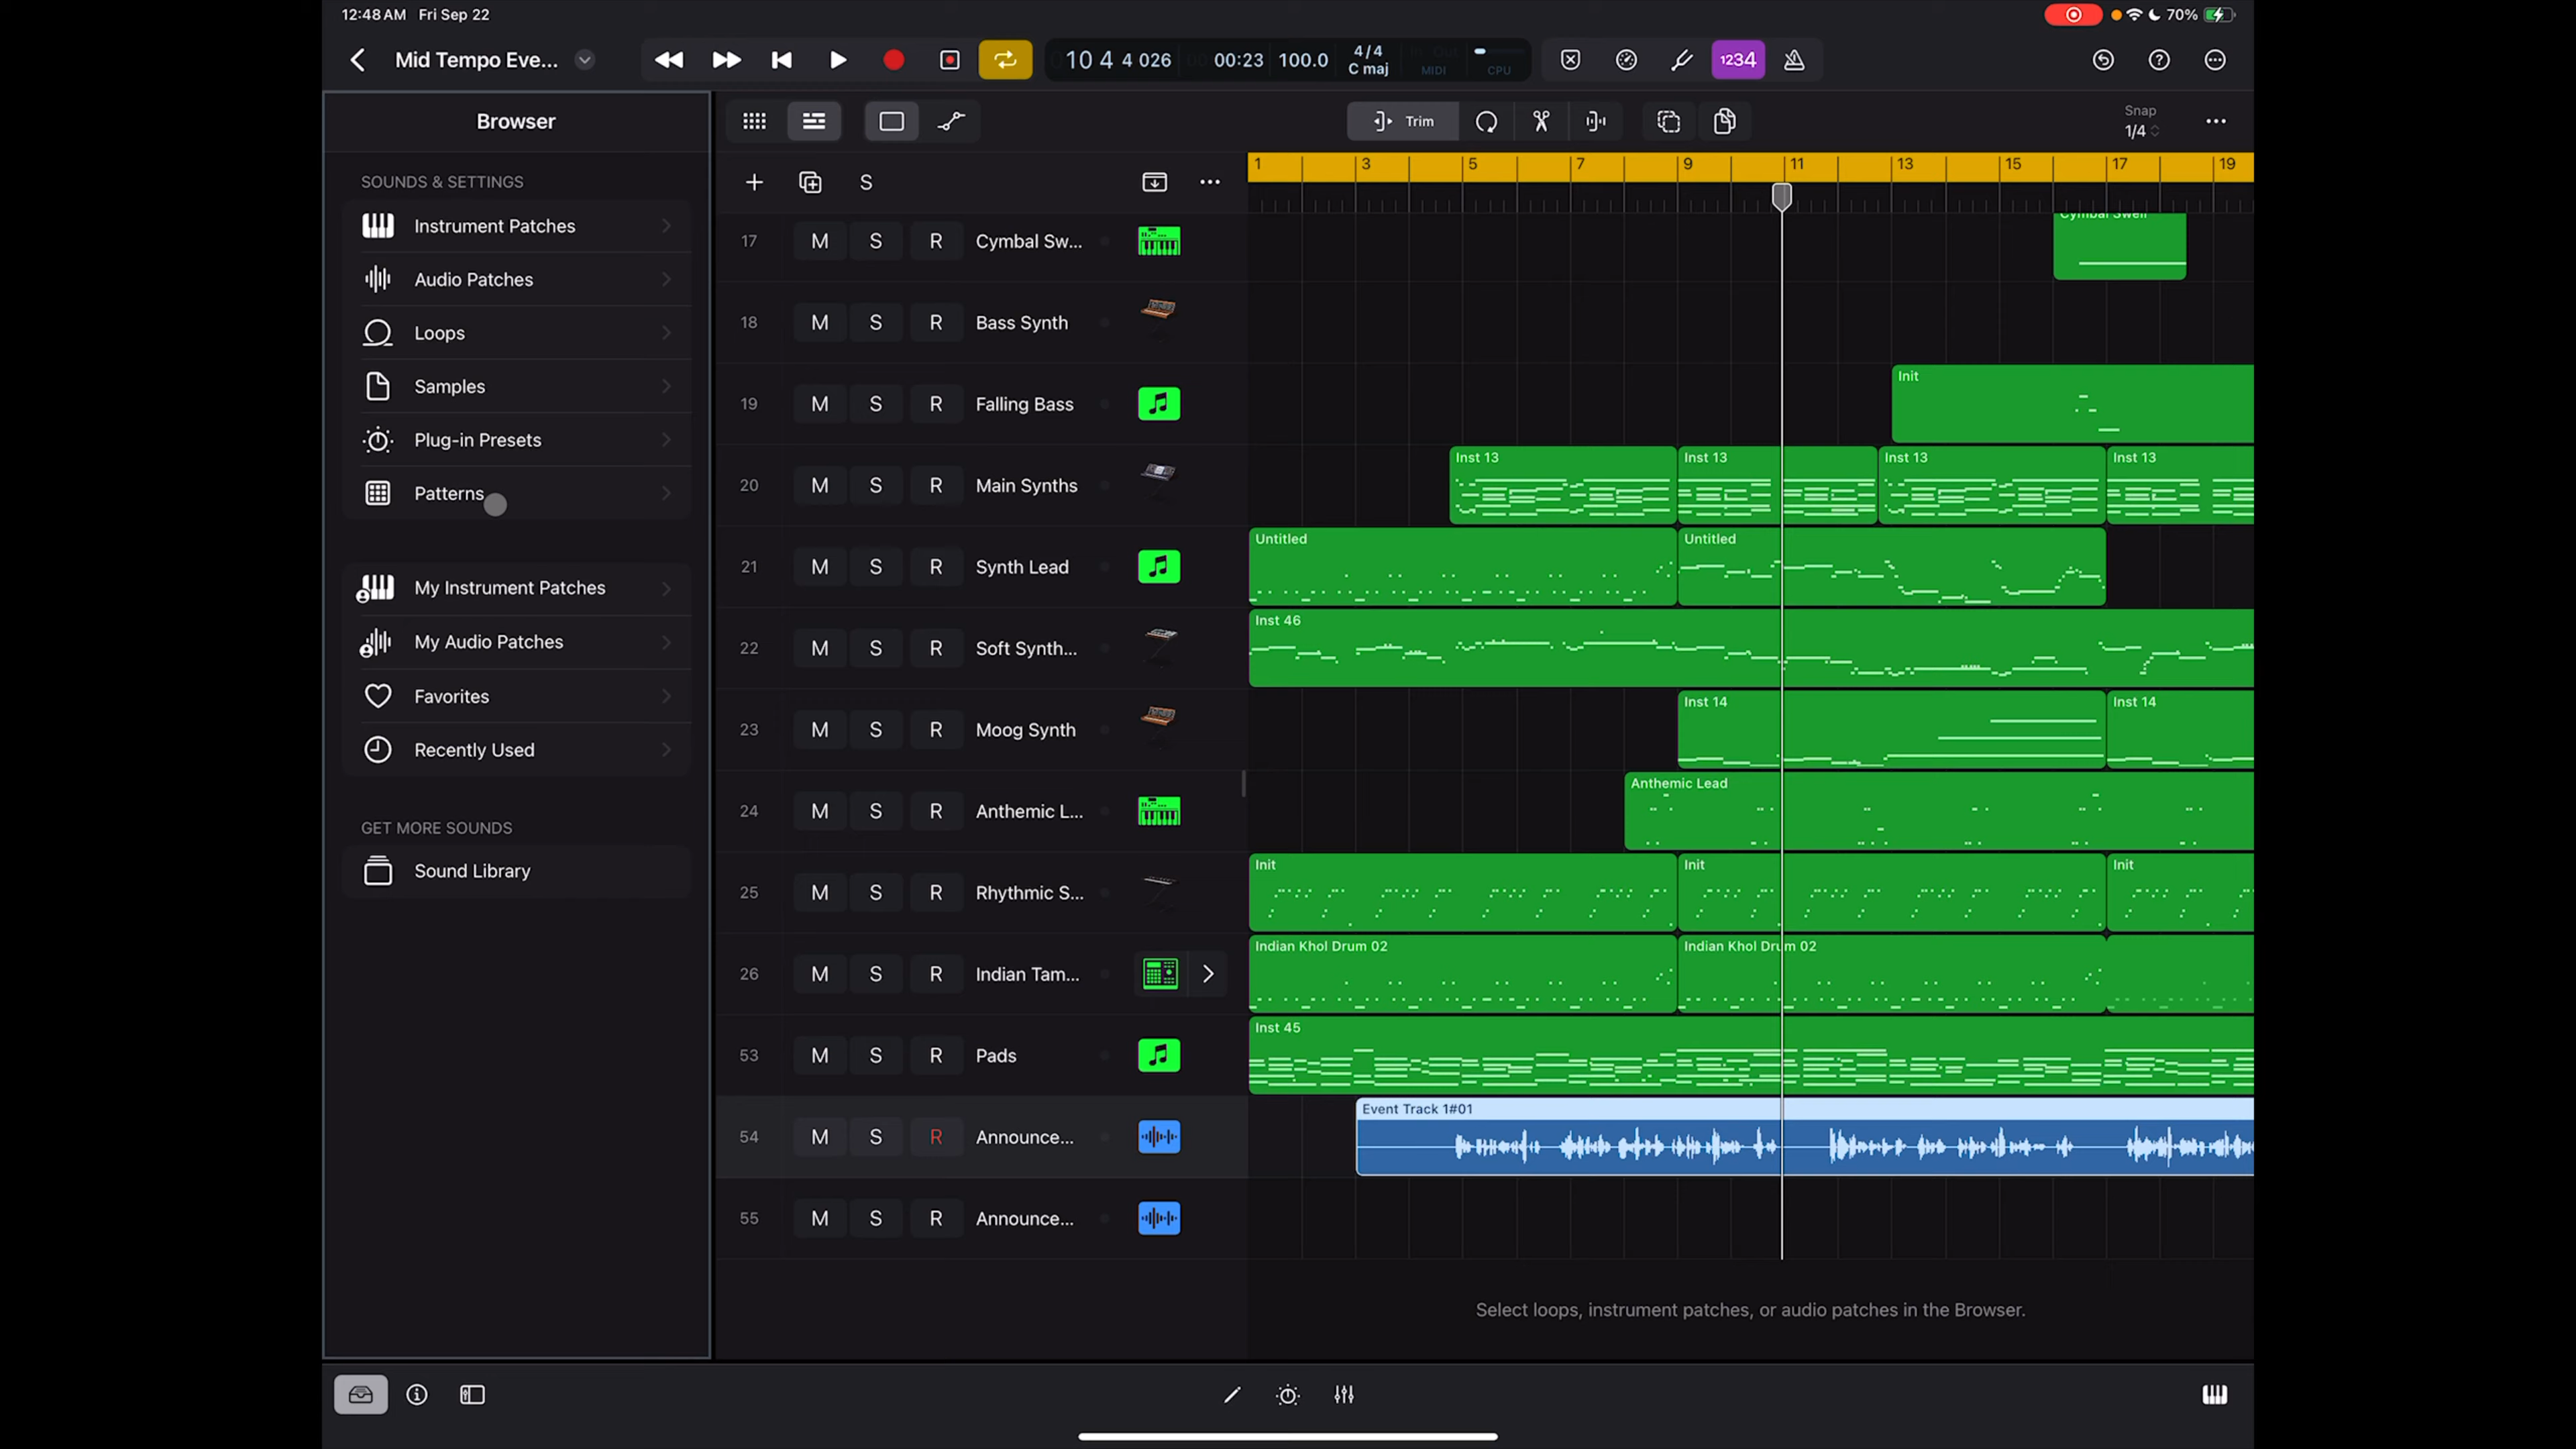 12:48 AM Fri Sep 22
70%
Mid Tempo Eve...
10 4 4 026
00:23
100.0
4/4
C maj
In Out
MIDI
CPU
1234
Browser
Trim
Snap
1/4
SOUNDS & SETTINGS
Instrument Patches
Audio Patches
Loops
Samples
Plug-in Presets
Patterns
My Instrument Patches
My Audio Patches
Favorites
Recently Used
GET MORE SOUNDS
Sound Library
S
1 3 5 7 9 11 13 15 17 19
17 M S R Cymbal Sw...
Cymbal Swell
18 M S R Bass Synth
19 M S R Falling Bass
Init
20 M S R Main Synths
Inst 13 Inst 13 Inst 13 Inst 13
21 M S R Synth Lead
Untitled Untitled
22 M S R Soft Synth...
Inst 46
23 M S R Moog Synth
Inst 14 Inst 14
24 M S R Anthemic L...
Anthemic Lead
25 M S R Rhythmic S...
Init Init Init
26 M S R Indian Tam...
Indian Khol Drum 02 Indian Khol Drum 02
53 M S R Pads
Inst 45
54 M S R Announce...
Event Track 1#01
55 M S R Announce...
Select loops, instrument patches, or audio patches in the Browser.